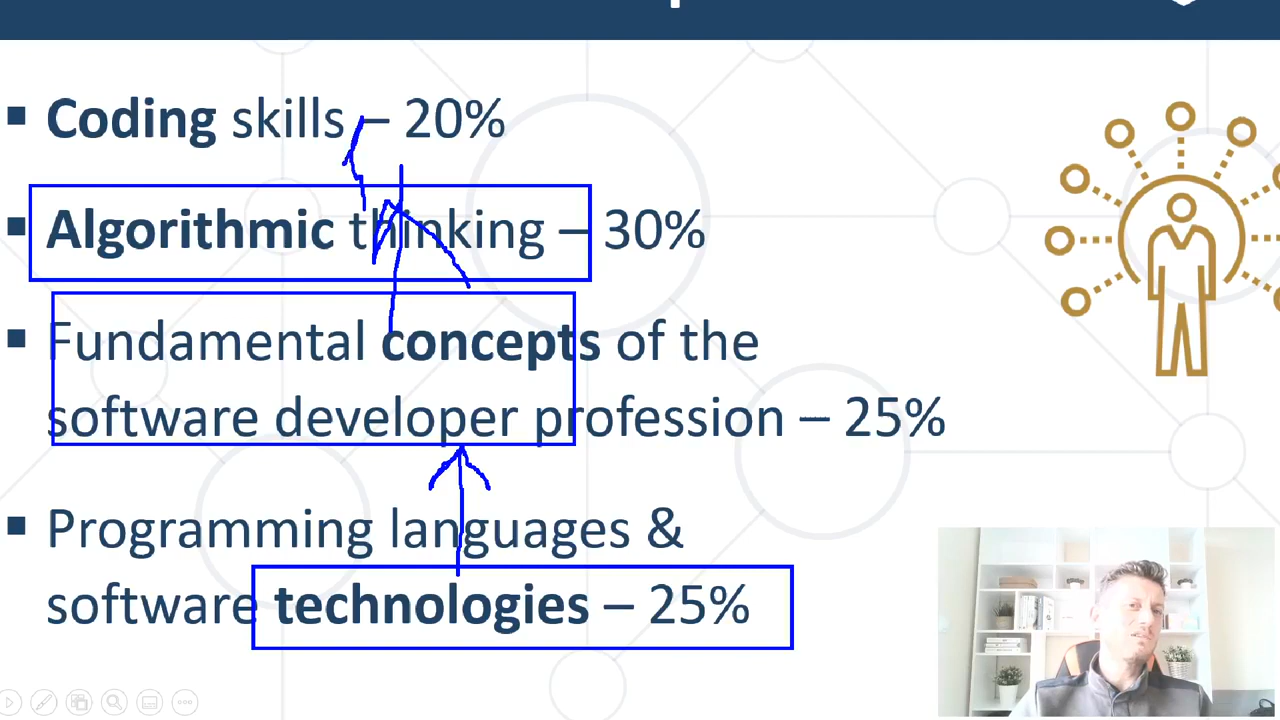 Coding skills – 20%
Algorithmic thinking – 30%
Fundamental concepts of the
software developer profession – 25%
Programming languages &
software technologies – 25%